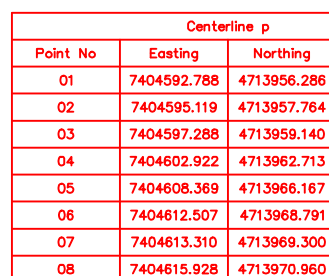 Centerline p
Point No Easting Northing
01 7404592.788 4713956.286
02 7404595.119 4713957.764
03 7404597.288 4713959.140
04 7404602.922 4713962.713
05 7404608.369 4713966.167
06 7404612.507 4713968.791
07 7404613.310 4713969.300
08 7404615.928 4713970.960